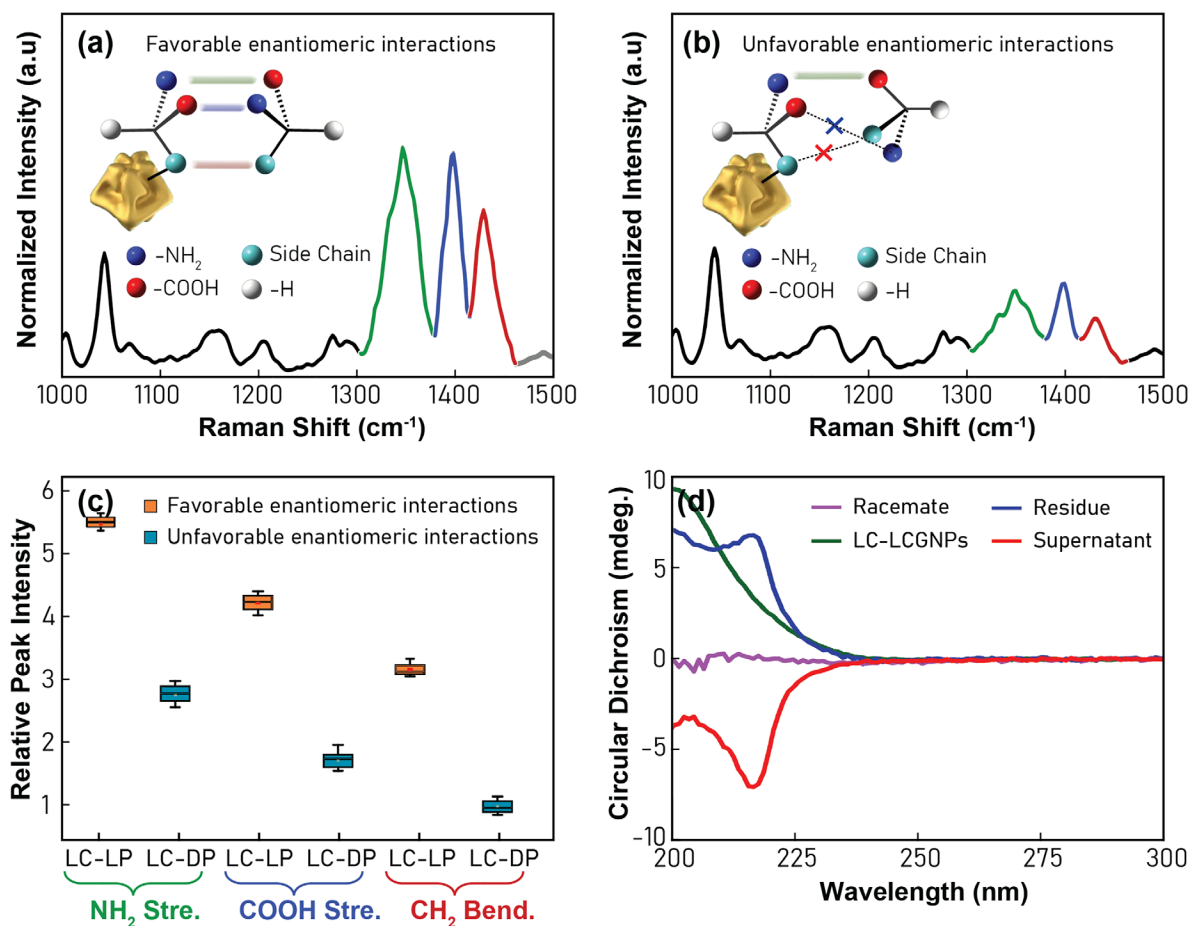 (a) Favorable enantiomeric interactions
Normalized Intensity (a.u)
-NH₂
Side Chain
-COOH
-H
1000 1100 1200 1300 1400 1500
Raman Shift (cm⁻¹)
(b) Unfavorable enantiomeric interactions
Normalized Intensity (a.u)
-NH₂
Side Chain
-COOH
-H
1000 1100 1200 1300 1400 1500
Raman Shift (cm⁻¹)
(c)
Favorable enantiomeric interactions
Unfavorable enantiomeric interactions
Relative Peak Intensity
6
5
4
3
2
1
LC-LP LC-DP LC-LP LC-DP LC-LP LC-DP
NH₂ Stre. COOH Stre. CH₂ Bend.
(d)
Racemate
Residue
LC-LCGNPs
Supernatant
Circular Dichroism (mdeg.)
10
5
0
-5
-10
200 225 250 275 300
Wavelength (nm)